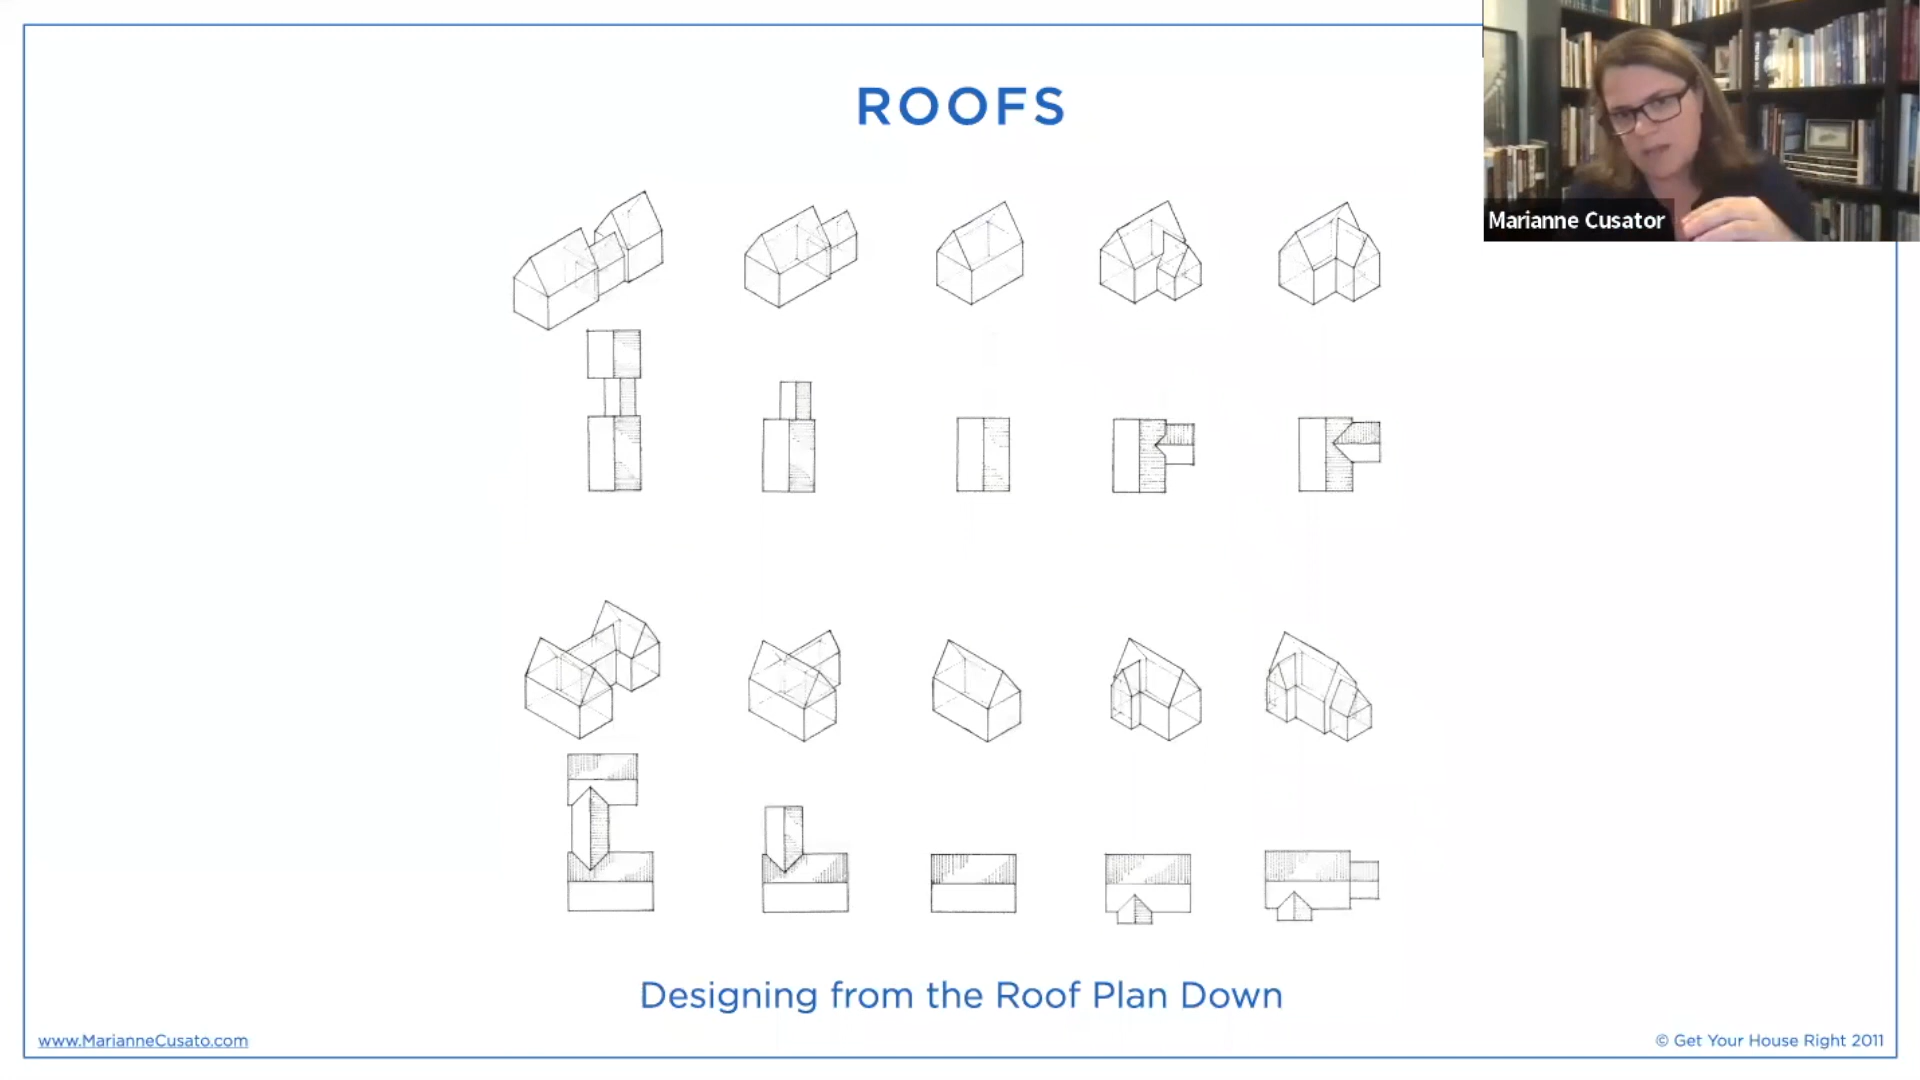 ROOFS
Marianne Cusator
Designing from the Roof Plan Down
www.MarianneCusato.com
© Get Your House Right 2011